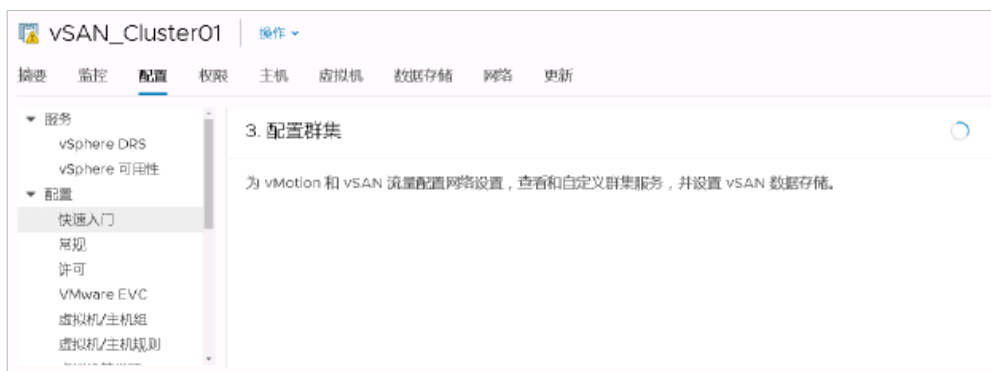 vSAN_Cluster01 操作
摘要 监控 配置 权限 主机 虚拟机 数据存储 网络 更新
服务
vSphere DRS
vSphere 可用性
配置
快速入门
常规
许可
VMware EVC
虚拟机/主机组
虚拟机/主机规则
3. 配置群集
为 vMotion 和 vSAN 流量配置网络设置，查看和自定义群集服务，并设置 vSAN 数据存储。